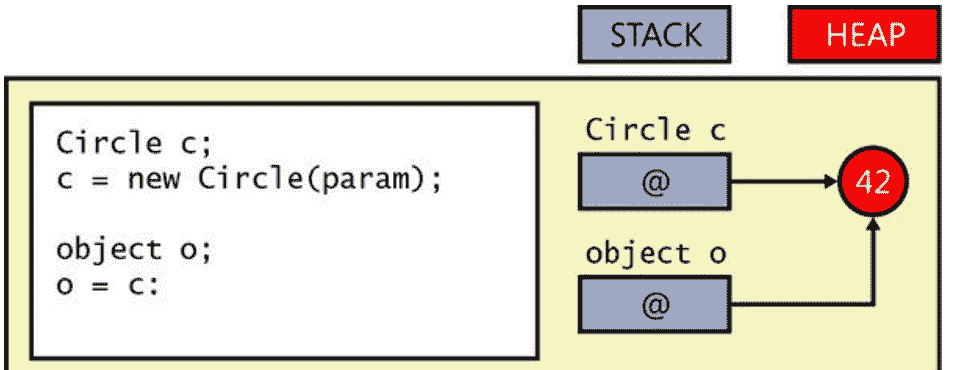 STACK
HEAP
Circle c;
c = new Circle(param);
object o;
o = c:
Circle c
@
42
object o
@